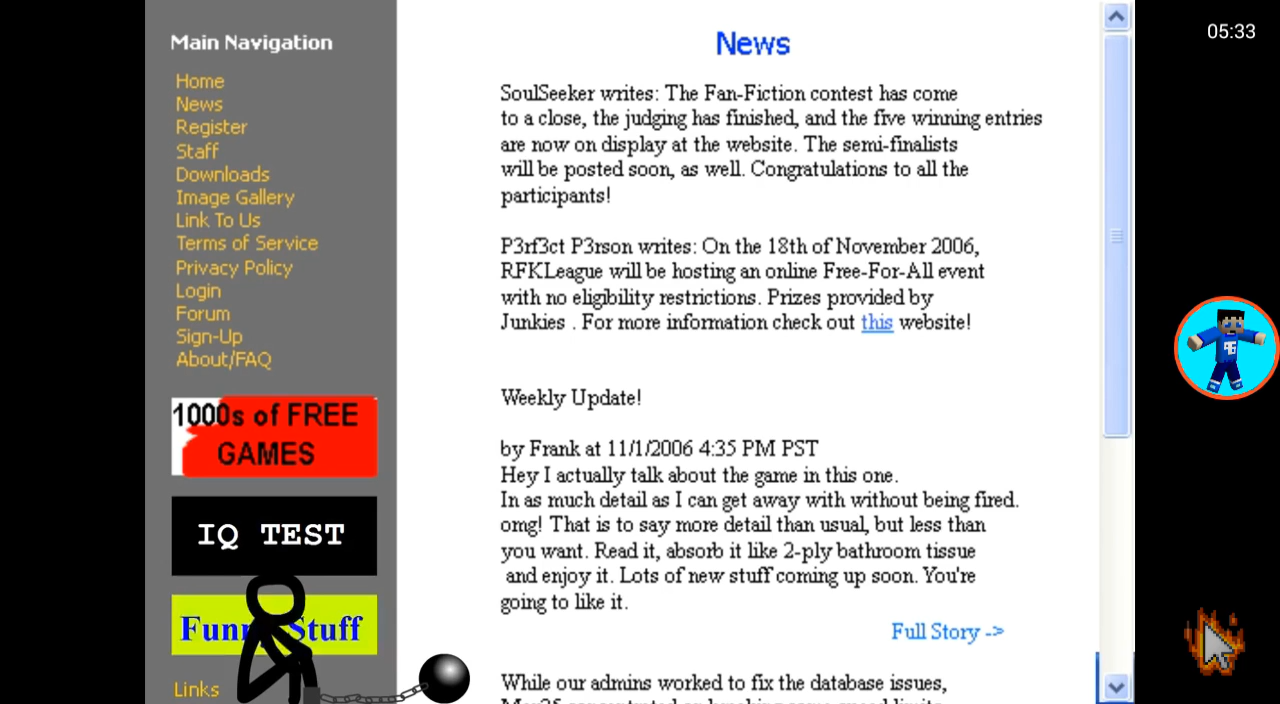 05:33
Main Navigation
Home
News
Register
Staff
Downloads
Image Gallery
Link To Us
Terms of Service
Privacy Policy
Login
Forum
Sign-Up
About/FAQ
1000s of FREE
GAMES
IQ TEST
Funny Stuff
Links
News
SoulSeeker writes: The Fan-Fiction contest has come
to a close, the judging has finished, and the five winning entries
are now on display at the website. The semi-finalists
will be posted soon, as well. Congratulations to all the
participants!
P3rf3ct P3rson writes: On the 18th of November 2006,
RFKLeague will be hosting an online Free-For-All event
with no eligibility restrictions. Prizes provided by
Junkies . For more information check out this website!
Weekly Update!
by Frank at 11/1/2006 4:35 PM PST
Hey I actually talk about the game in this one.
In as much detail as I can get away with without being fired.
omg! That is to say more detail than usual, but less than
you want. Read it, absorb it like 2-ply bathroom tissue
and enjoy it. Lots of new stuff coming up soon. You're
going to like it.
Full Story ->
While our admins worked to fix the database issues,